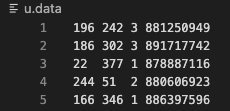 u.data
1 196 242 3 881250949
2 186 302 3 891717742
3 22 377 1 878887116
4 244 51 2 880606923
5 166 346 1 886397596